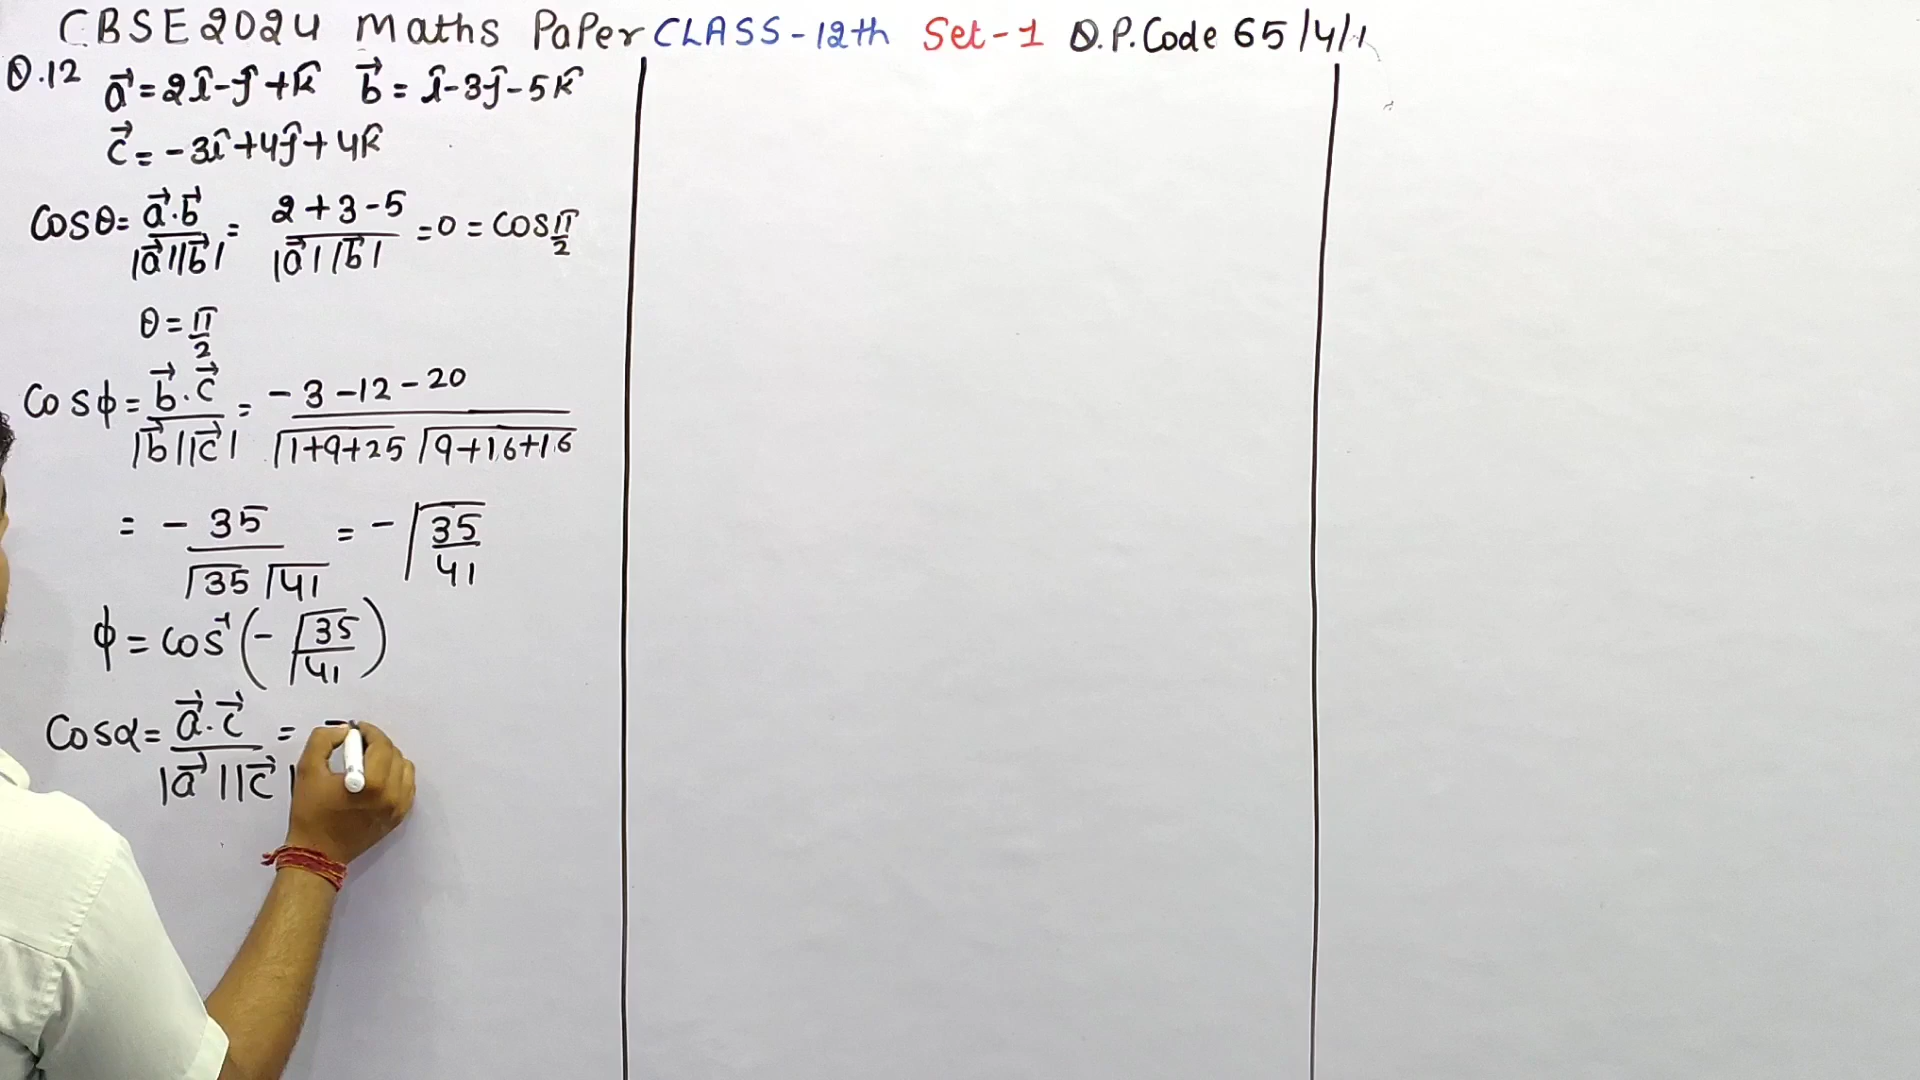 CBSE 2024 Maths Paper CLASS-12th Set-1 Q.P.Code 65/4/1
Q.12 a⃗ = 2î-ĵ+k̂ b⃗ = î-3ĵ-5k̂
c⃗ = -3î+4ĵ+4k̂
Cosθ = a⃗.b⃗/|a⃗||b⃗| = 2+3-5/|a⃗||b⃗| = 0 = COS π/2
θ = π/2
Cosϕ = b⃗.c⃗/|b⃗||c⃗| = -3-12-20/√1+9+25 √9+16+16
= -35/√35 √41 = -√35/41
ϕ = cos⁻¹(-√35/41)
Cosα = a⃗.c⃗/|a⃗||c⃗| =